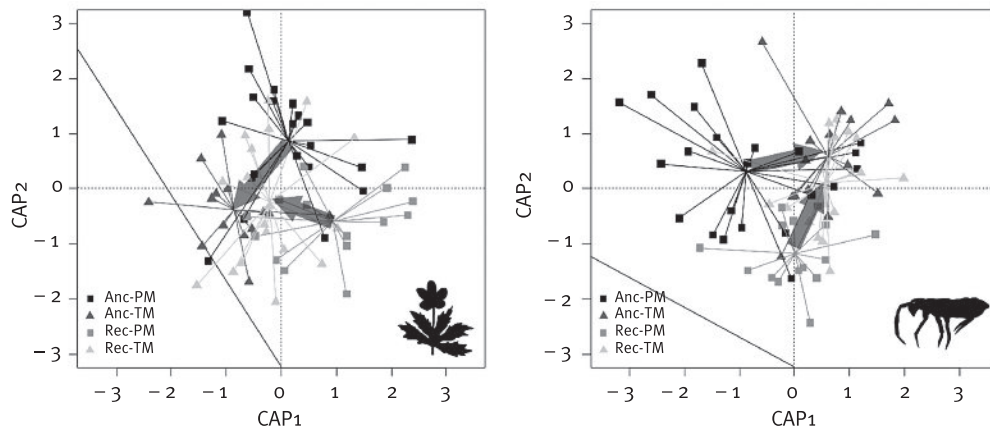 3
2
CAP2
1
0
– 1
– 2
– 3
Anc-PM
Anc-TM
Rec-PM
Rec-TM
– 3 – 2 – 1 0 1 2 3
CAP1
3
2
CAP2
1
0
– 1
– 2
– 3
Anc-PM
Anc-TM
Rec-PM
Rec-TM
– 3 – 2 – 1 0 1 2 3
CAP1